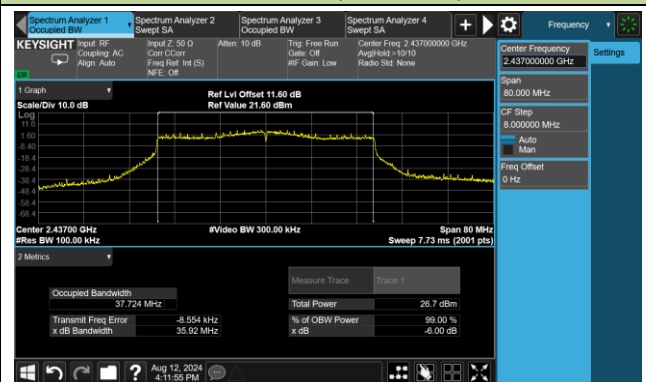 Spectrum Analyzer 1
Occupied BW
Spectrum Analyzer 2
Swept SA
Spectrum Analyzer 3
Occupied BW
Spectrum Analyzer 4
Swept SA
Frequency
KEYSIGHT
Input: RF
Coupling: AC
Align: Auto
Input Z: 50 Ω
Corr CCorr
Freq Ref: Int (S)
NFE: Off
Atten: 10 dB
Trig: Free Run
Gate: Off
#IF Gain: Low
Center Freq: 2.437000000 GHz
Avg|Hold:>10/10
Radio Std: None
Center Frequency
2.437000000 GHz
Settings
Span
80.000 MHz
CF Step
8.000000 MHz
Auto
Man
Freq Offset
0 Hz
1 Graph
Scale/Div 10.0 dB
Ref Lvl Offset 11.60 dB
Ref Value 21.60 dBm
Log
11.6
1.60
-8.40
-18.4
-28.4
-38.4
-48.4
-58.4
-68.4
Center 2.43700 GHz
#Res BW 100.00 kHz
#Video BW 300.00 kHz
Span 80 MHz
Sweep 7.73 ms (2001 pts)
2 Metrics
Measure Trace
Trace 1
Occupied Bandwidth
37.724 MHz
Total Power
26.7 dBm
Transmit Freq Error
-8.554 kHz
% of OBW Power
99.00 %
x dB Bandwidth
35.92 MHz
x dB
-6.00 dB
?
Aug 12, 2024
4:11:55 PM